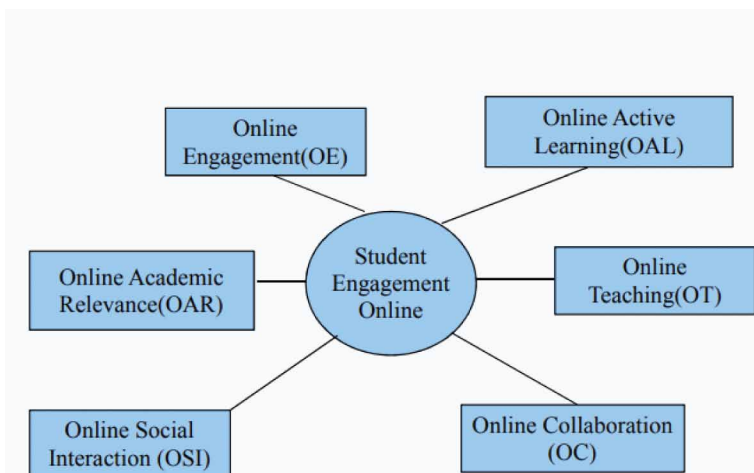 Online
Engagement(OE)
Online Active
Learning(OAL)
Student
Engagement
Online
Online Academic
Relevance(OAR)
Online
Teaching(OT)
Online Social
Interaction (OSI)
Online Collaboration
(OC)